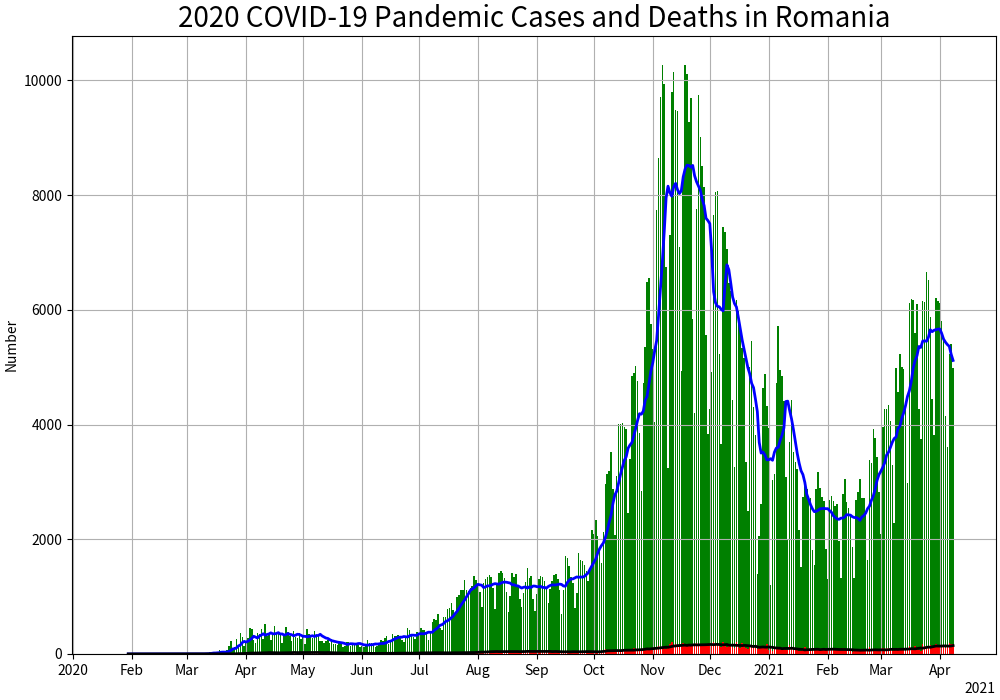 2020 COVID-19 Pandemic Cases and Deaths in Romania
10000
8000
6000
4000
2000
0
Number
2020 Feb Mar Apr May Jun Jul Aug Sep Oct Nov Dec 2021 Feb Mar Apr
2021